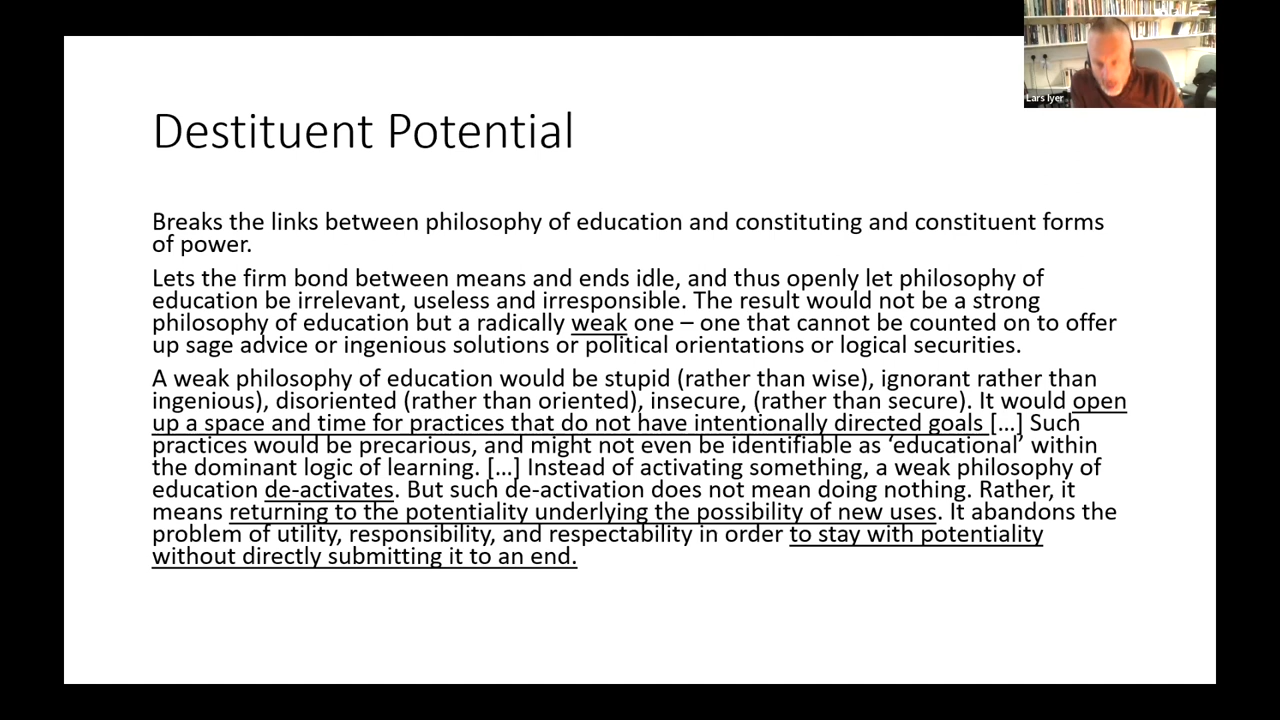 Lars Iyer
Destituent Potential
Breaks the links between philosophy of education and constituting and constituent forms
of power.
Lets the firm bond between means and ends idle, and thus openly let philosophy of
education be irrelevant, useless and irresponsible. The result would not be a strong
philosophy of education but a radically weak one – one that cannot be counted on to offer
up sage advice or ingenious solutions or political orientations or logical securities.
A weak philosophy of education would be stupid (rather than wise), ignorant rather than
ingenious), disoriented (rather than oriented), insecure, (rather than secure). It would open
up a space and time for practices that do not have intentionally directed goals […] Such
practices would be precarious, and might not even be identifiable as ‘educational’ within
the dominant logic of learning. […] Instead of activating something, a weak philosophy of
education de-activates. But such de-activation does not mean doing nothing. Rather, it
means returning to the potentiality underlying the possibility of new uses. It abandons the
problem of utility, responsibility, and respectability in order to stay with potentiality
without directly submitting it to an end.